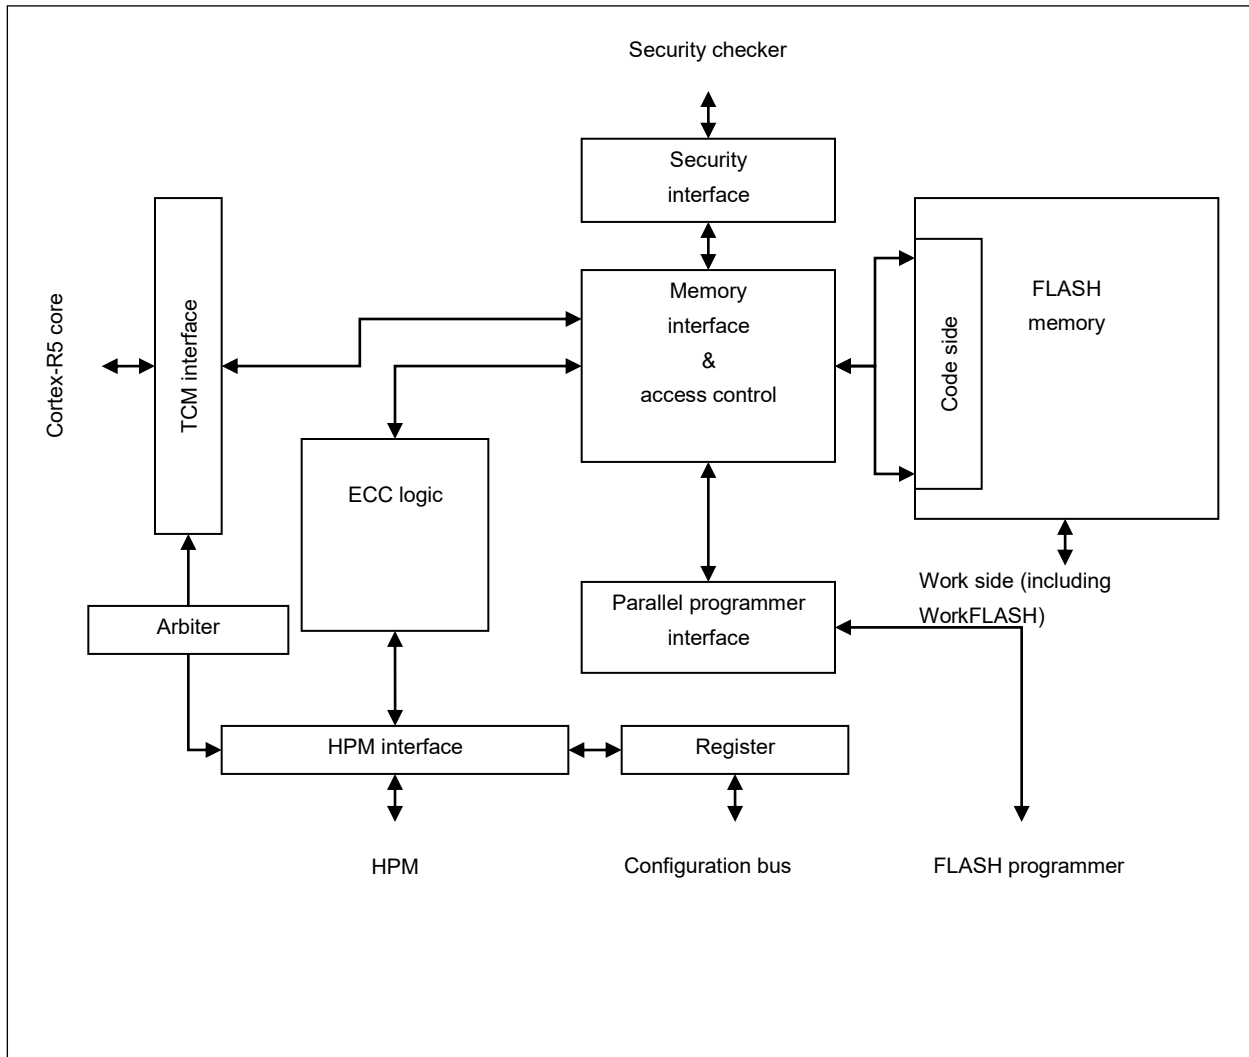 Security checker
Security
interface
Memory
interface
&
access control
FLASH
memory
Code side
TCM interface
Cortex-R5 core
ECC logic
Work side (including
WorkFLASH)
Parallel programmer
interface
Arbiter
HPM interface
Register
HPM
Configuration bus
FLASH programmer